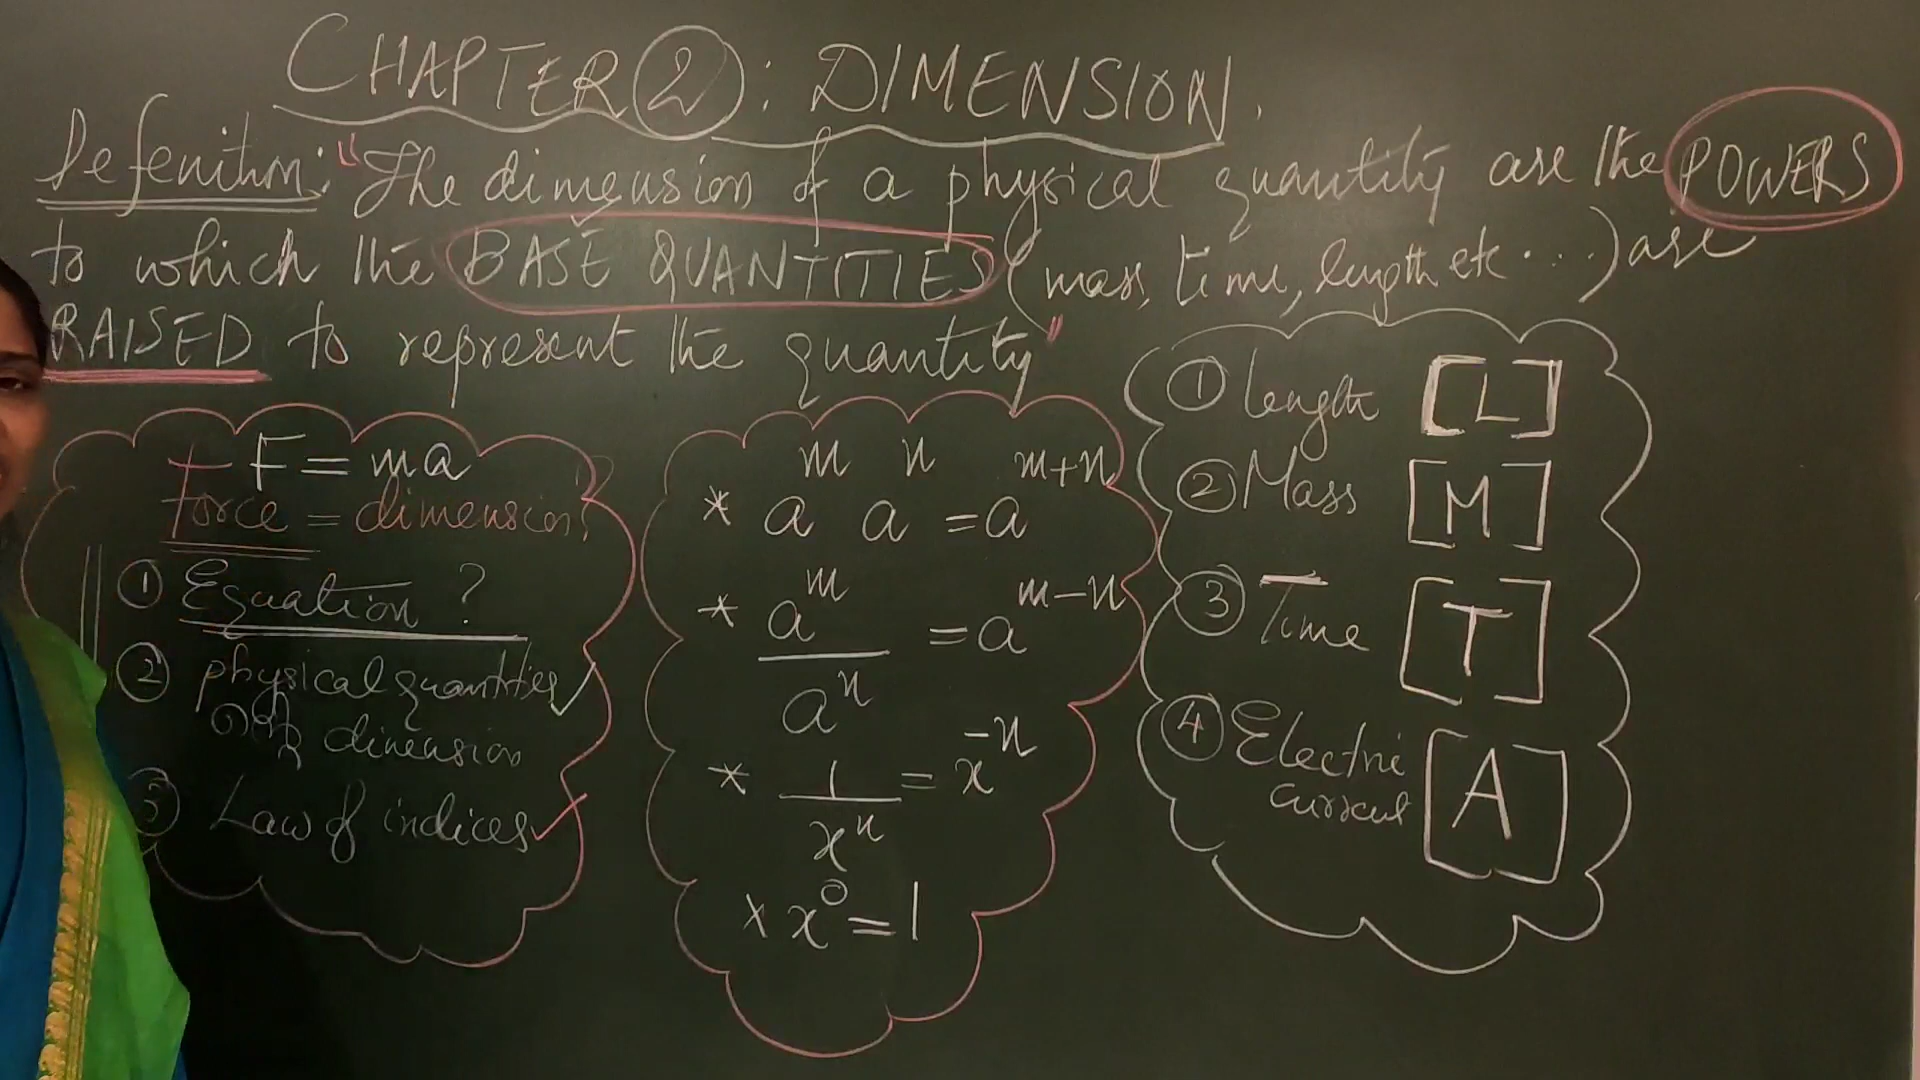 CHAPTER 2 : DIMENSION.
Defenition: "The dimension of a physical quantity are the POWERS
to which the BASE QUANTITIES (mass, time, length etc ....) are
RAISED to represent the quantity"
F = ma
Force = dimension?
① Equation ?
② physical quantities
dimension
③ Law of indices
* a^m a^n = a^m+n
* a^m / a^n = a^m-n
* 1 / x^n = x^-n
* x^0 = 1
① length [L]
② Mass [M]
③ Time [T]
④ Electric [A]
current